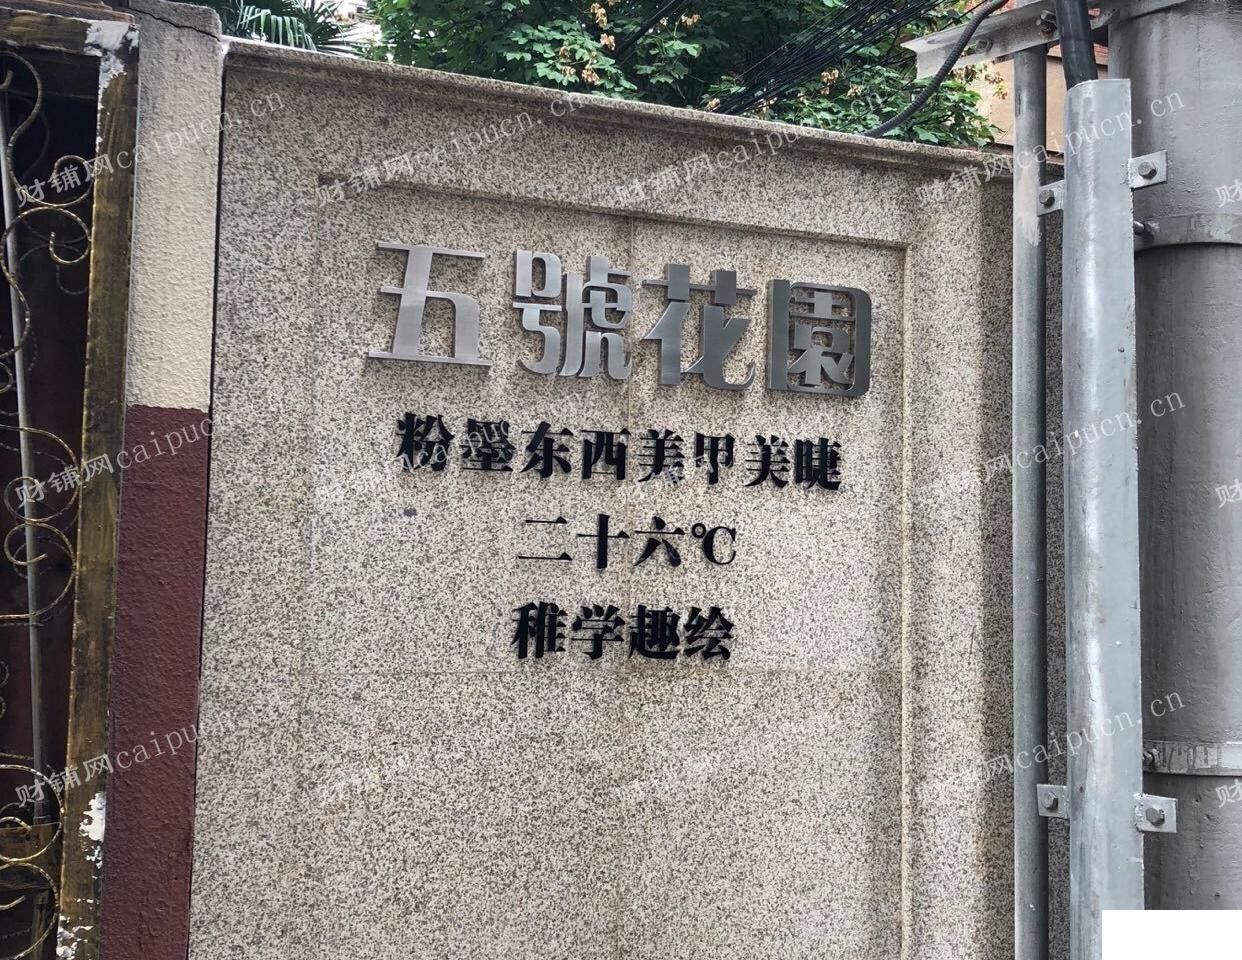 五號花園
粉墨东西美甲美睫
二十六℃
稚学趣绘
财铺网caipucn.cn